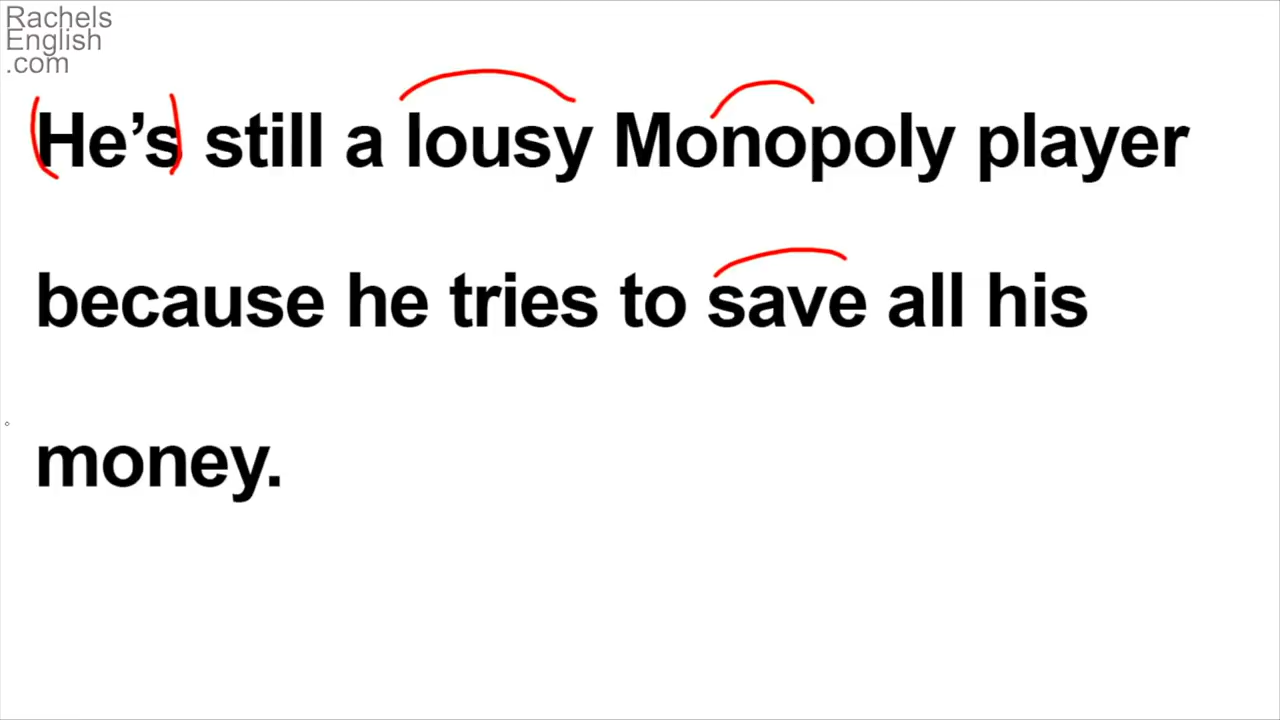 Rachels
English
.com
He’s still a lousy Monopoly player
because he tries to save all his
money.